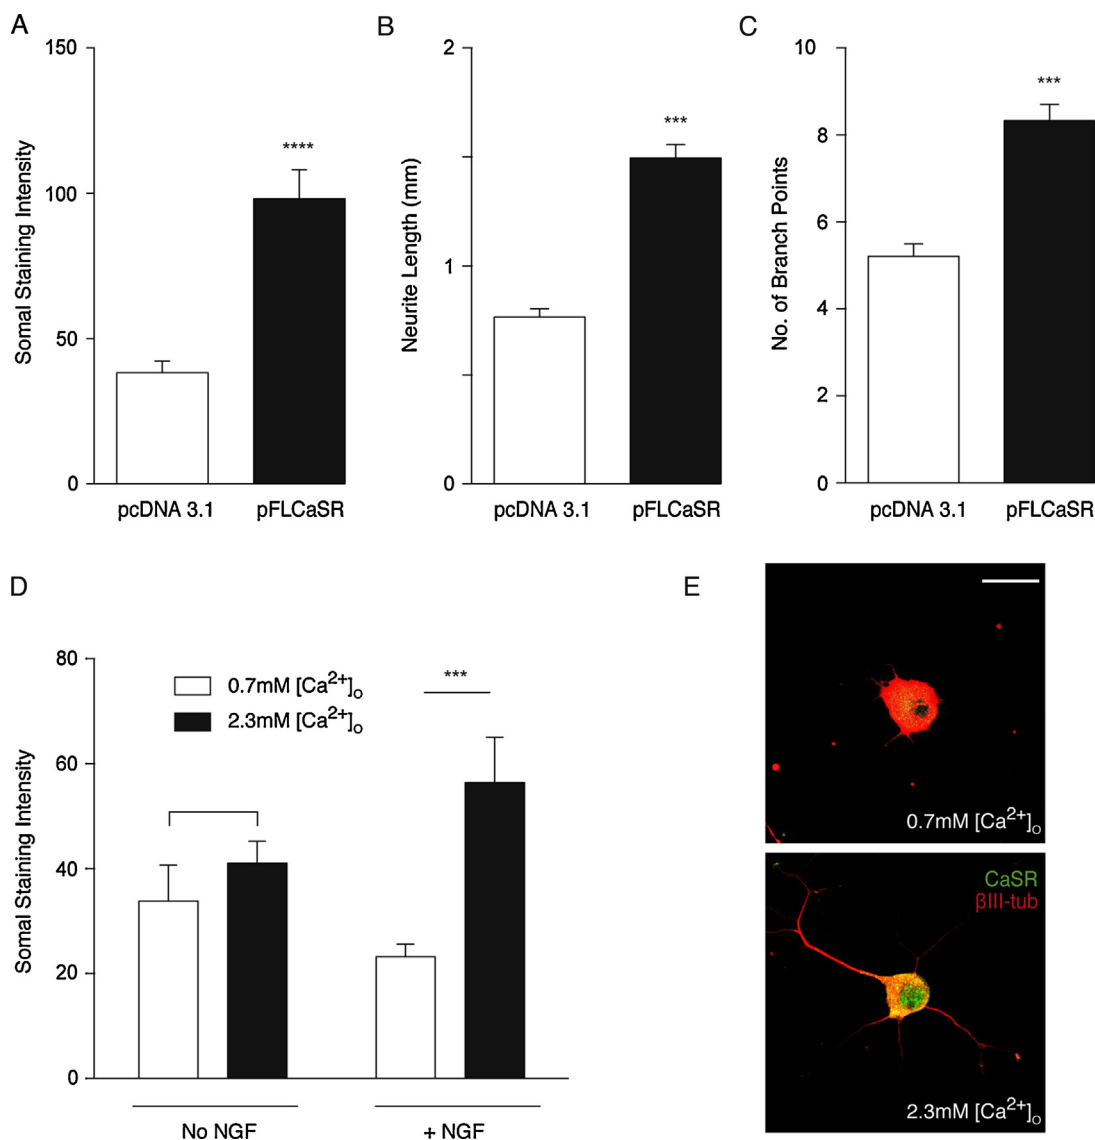 A
150
100
50
0
Somal Staining Intensity
****
pcDNA 3.1
pFLCaSR
B
2
1
0
Neurite Length (mm)
***
pcDNA 3.1
pFLCaSR
C
10
8
6
4
2
0
No. of Branch Points
***
pcDNA 3.1
pFLCaSR
D
80
60
40
20
0
Somal Staining Intensity
0.7mM [Ca2+]o
2.3mM [Ca2+]o
***
No NGF
+ NGF
E
0.7mM [Ca2+]o
CaSR
βIII-tub
2.3mM [Ca2+]o